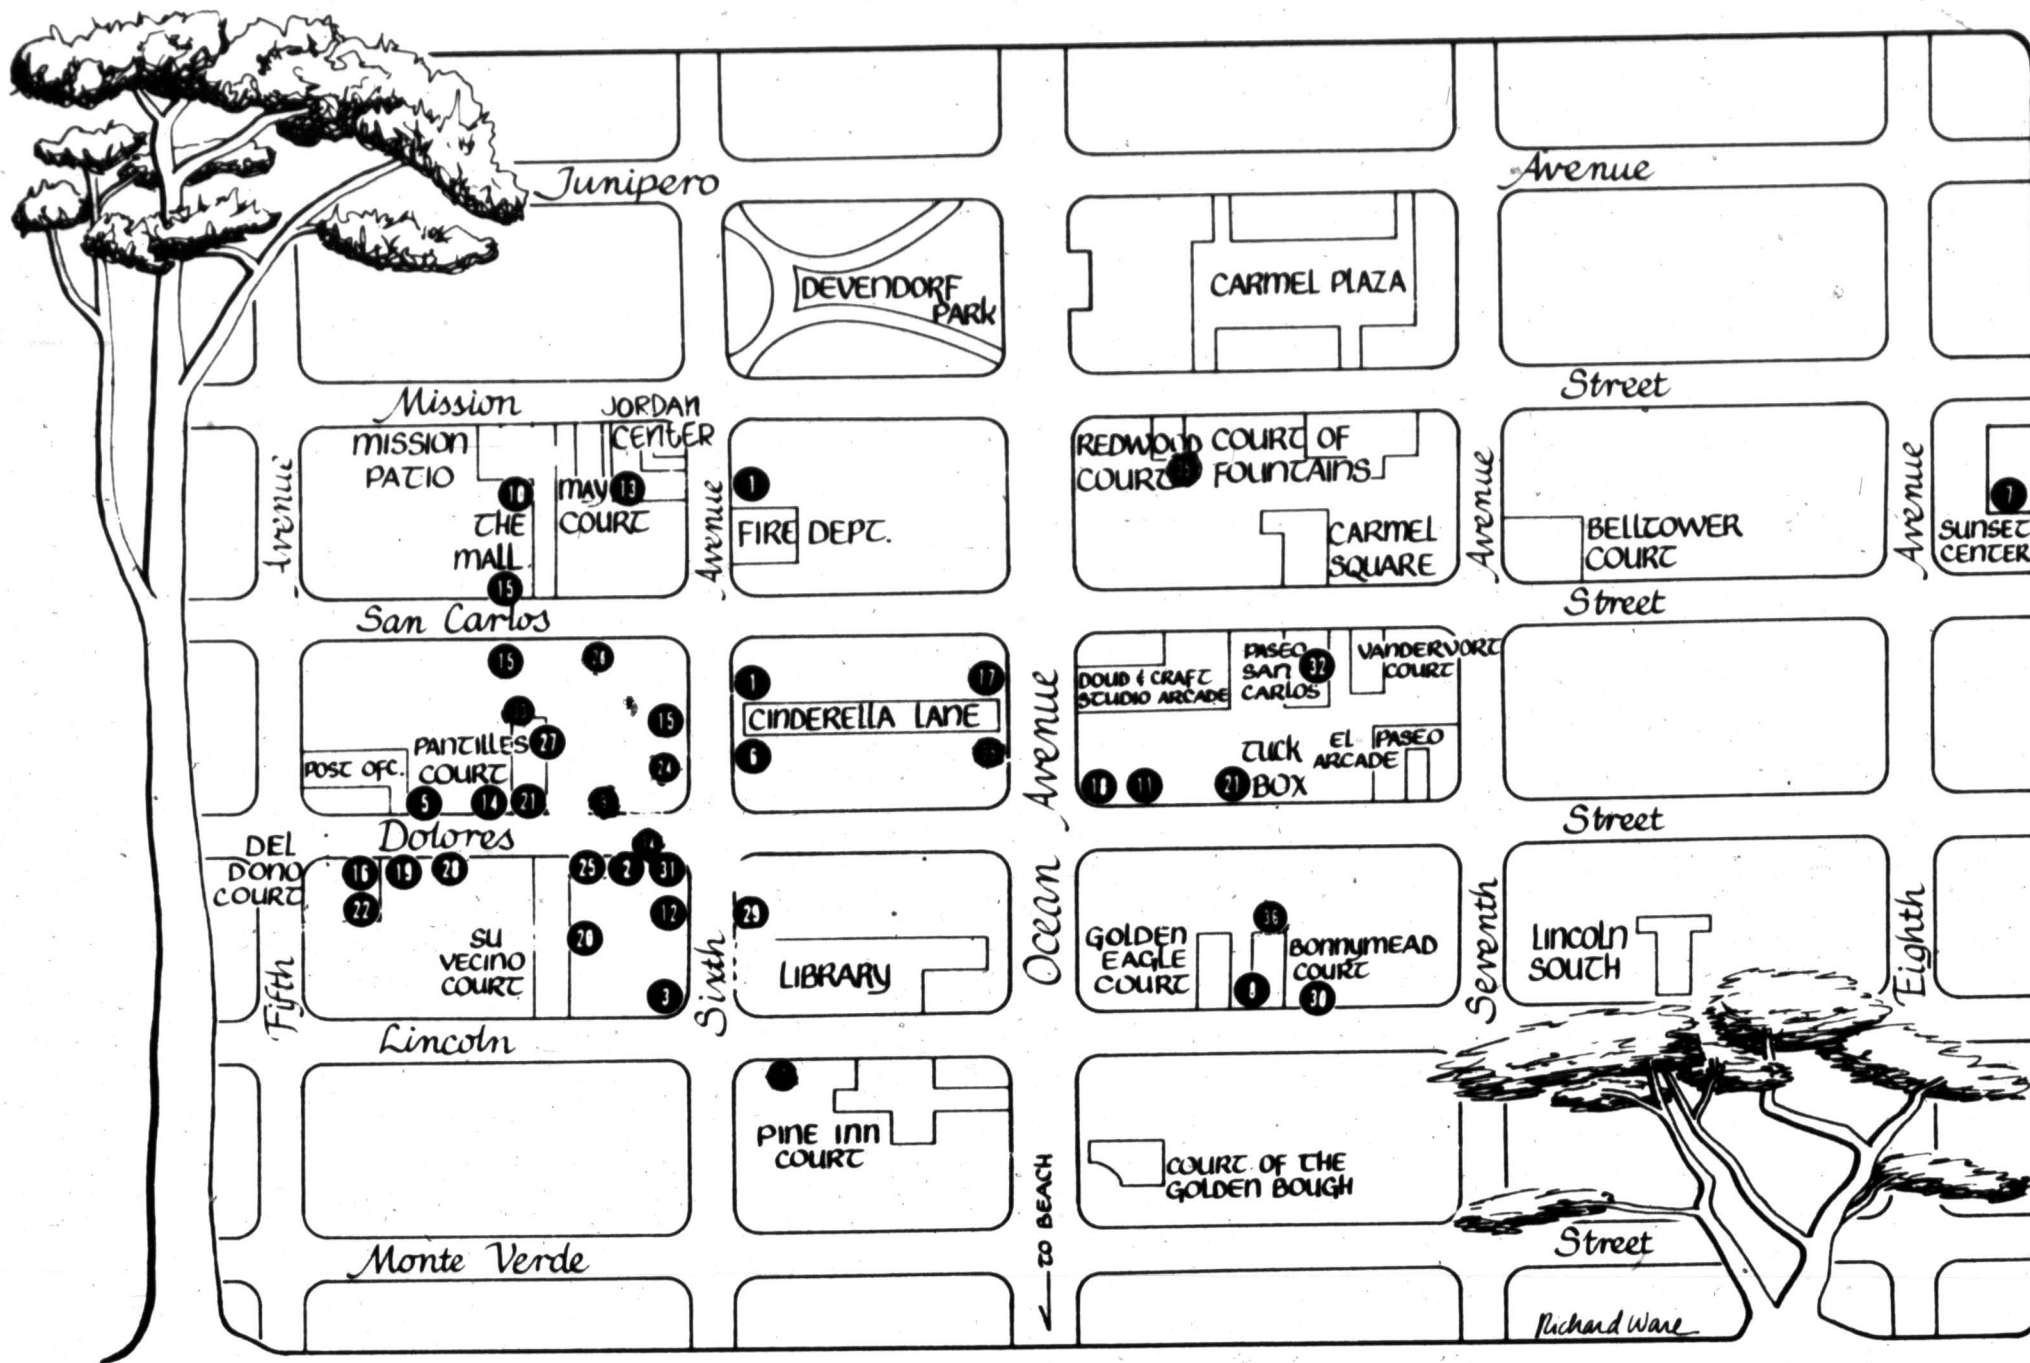 Junipero
Avenue
DEVENDORF
PARK
CARMEL PLAZA
Mission
Street
MISSION
PATIO
JORDAN
CENTER
10
MAY
13
COURT
THE
MALL
15
Avenue
Avenue
1
FIRE DEPT.
REDWOOD
COURT
COURT OF
FOUNTAINS
CARMEL
SQUARE
Avenue
BELLTOWER
COURT
Avenue
7
SUNSET
CENTER
San Carlos
Street
15
15
27
24
PANTILLES
COURT
POST OFC.
5
14
21
1
17
CINDERELLA LANE
6
DOUD & CRAFT
STUDIO ARCADE
PASEO
SAN
CARLOS
32
VANDERVORT
COURT
TUCK
BOX
EL PASEO
ARCADE
18
11
21
Avenue
Dolores
Street
DEL
DONO
COURT
16
19
28
22
25
2
31
12
20
3
SU
VECINO
COURT
29
LIBRARY
GOLDEN
EAGLE
COURT
36
BONNYMEAD
COURT
8
30
LINCOLN
SOUTH
Fifth
Sixth
Ocean
Seventh
Eighth
Lincoln
PINE INN
COURT
COURT OF THE
GOLDEN BOUGH
TO BEACH
Monte Verde
Street
Richard Ware